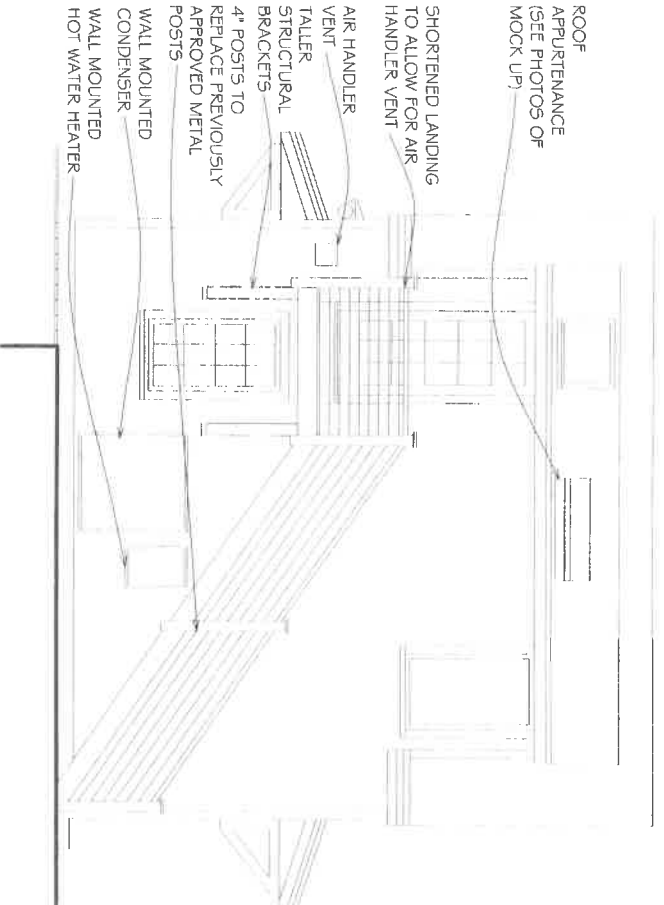 ROOF
APPURTENANCE
(SEE PHOTOS OF
MOCK UP)
SHORTENED LANDING
TO ALLOW FOR AIR
HANDLER VENT
AIR HANDLER
VENT
TALLER
STRUCTURAL
BRACKETS
4" POSTS TO
REPLACE PREVIOUSLY
APPROVED METAL
POSTS
WALL MOUNTED
CONDENSER
WALL MOUNTED
HOT WATER HEATER